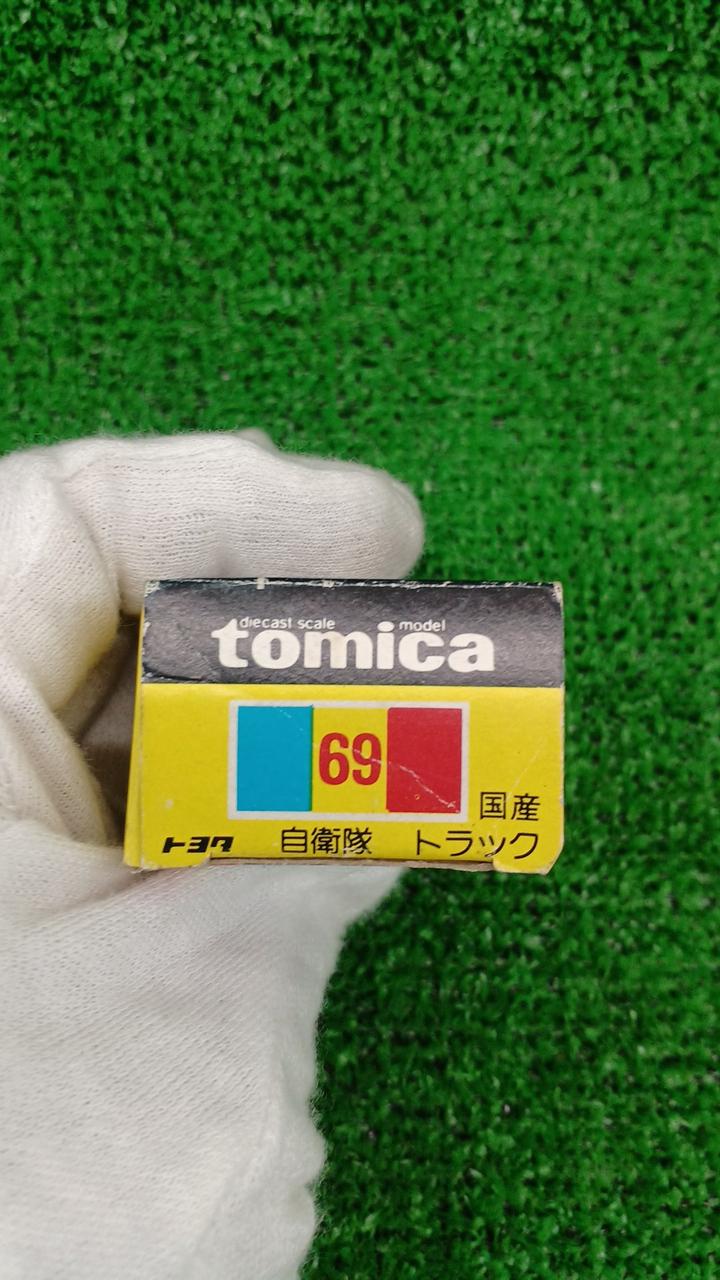 diecast scale model
tomica
69
国産
トヨタ 自衛隊 トラック